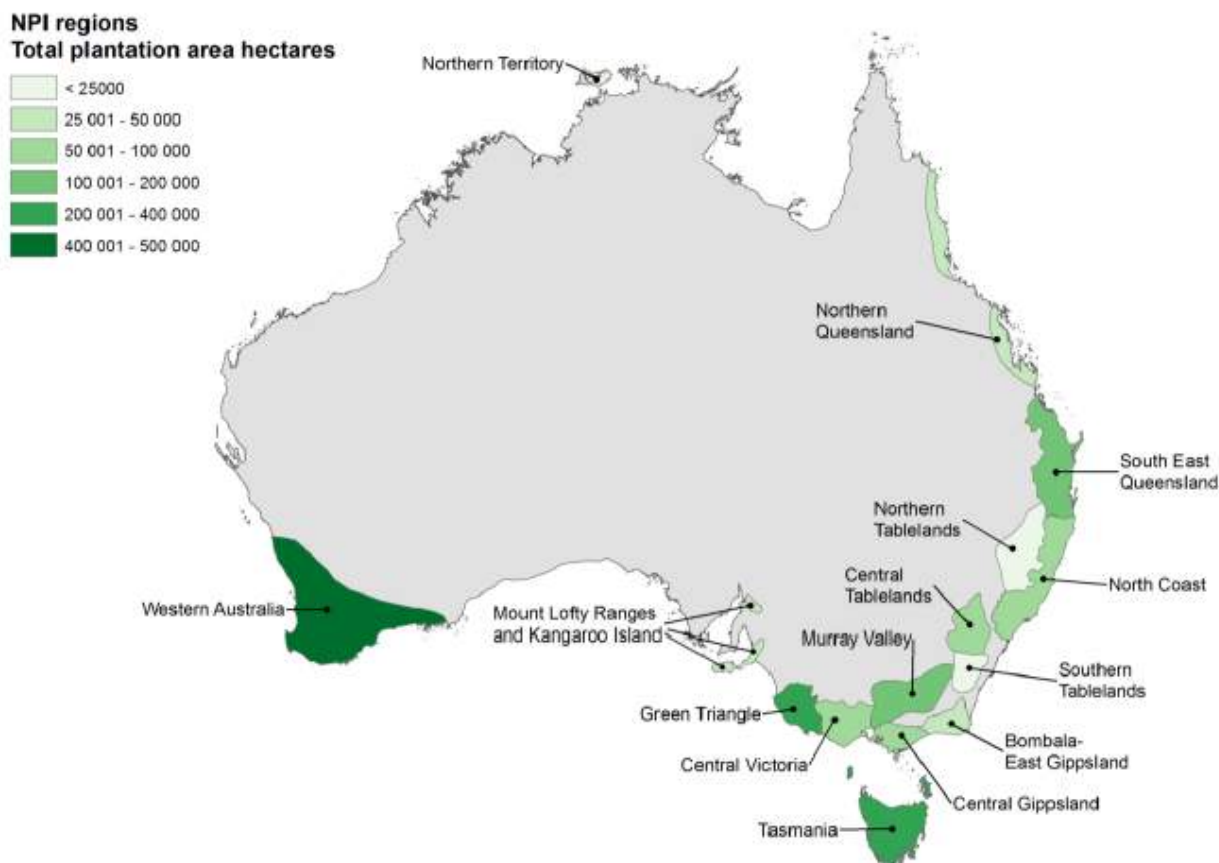 NPI regions
Total plantation area hectares
< 25000
25 001 - 50 000
50 001 - 100 000
100 001 - 200 000
200 001 - 400 000
400 001 - 500 000
Northern Territory
Northern
Queensland
South East
Queensland
Northern
Tablelands
Central
Tablelands
North Coast
Western Australia
Mount Lofty Ranges
and Kangaroo Island
Murray Valley
Southern
Tablelands
Green Triangle
Bombala-
East Gippsland
Central Victoria
Central Gippsland
Tasmania